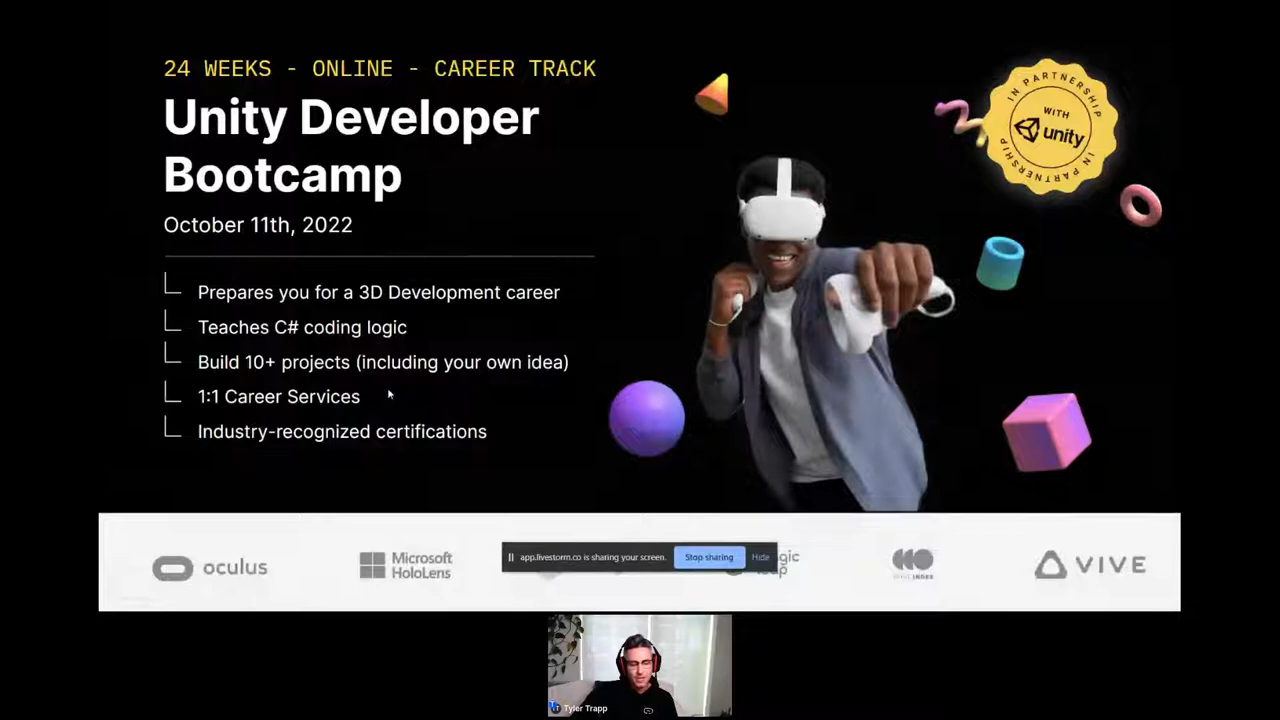 24 WEEKS - ONLINE - CAREER TRACK
Unity Developer
Bootcamp
October 11th, 2022
Prepares you for a 3D Development career
Teaches C# coding logic
Build 10+ projects (including your own idea)
1:1 Career Services
Industry-recognized certifications
IN PARTNERSHIP
WITH
unity
IN PARTNERSHIP
oculus
Microsoft
HoloLens
app.livestorm.co is sharing your screen.
Stop sharing
Hide
INDEX
VIVE
Tyler Trapp